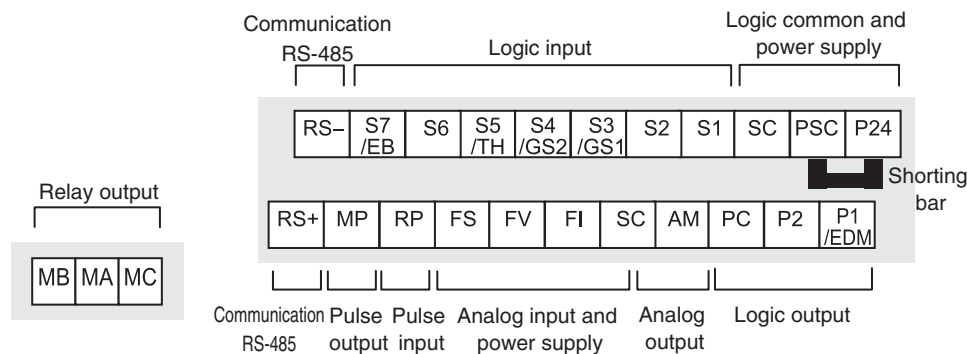 Communication
RS-485
Logic input
Logic common and
power supply
RS–
S7
/EB
S6
S5
/TH
S4
/GS2
S3
/GS1
S2
S1
SC
PSC
P24
Shorting
bar
Relay output
MB MA MC
RS+
MP
RP
FS
FV
FI
SC
AM
PC
P2
P1
/EDM
Communication
RS-485
Pulse
output
Pulse
input
Analog input and
power supply
Analog
output
Logic output